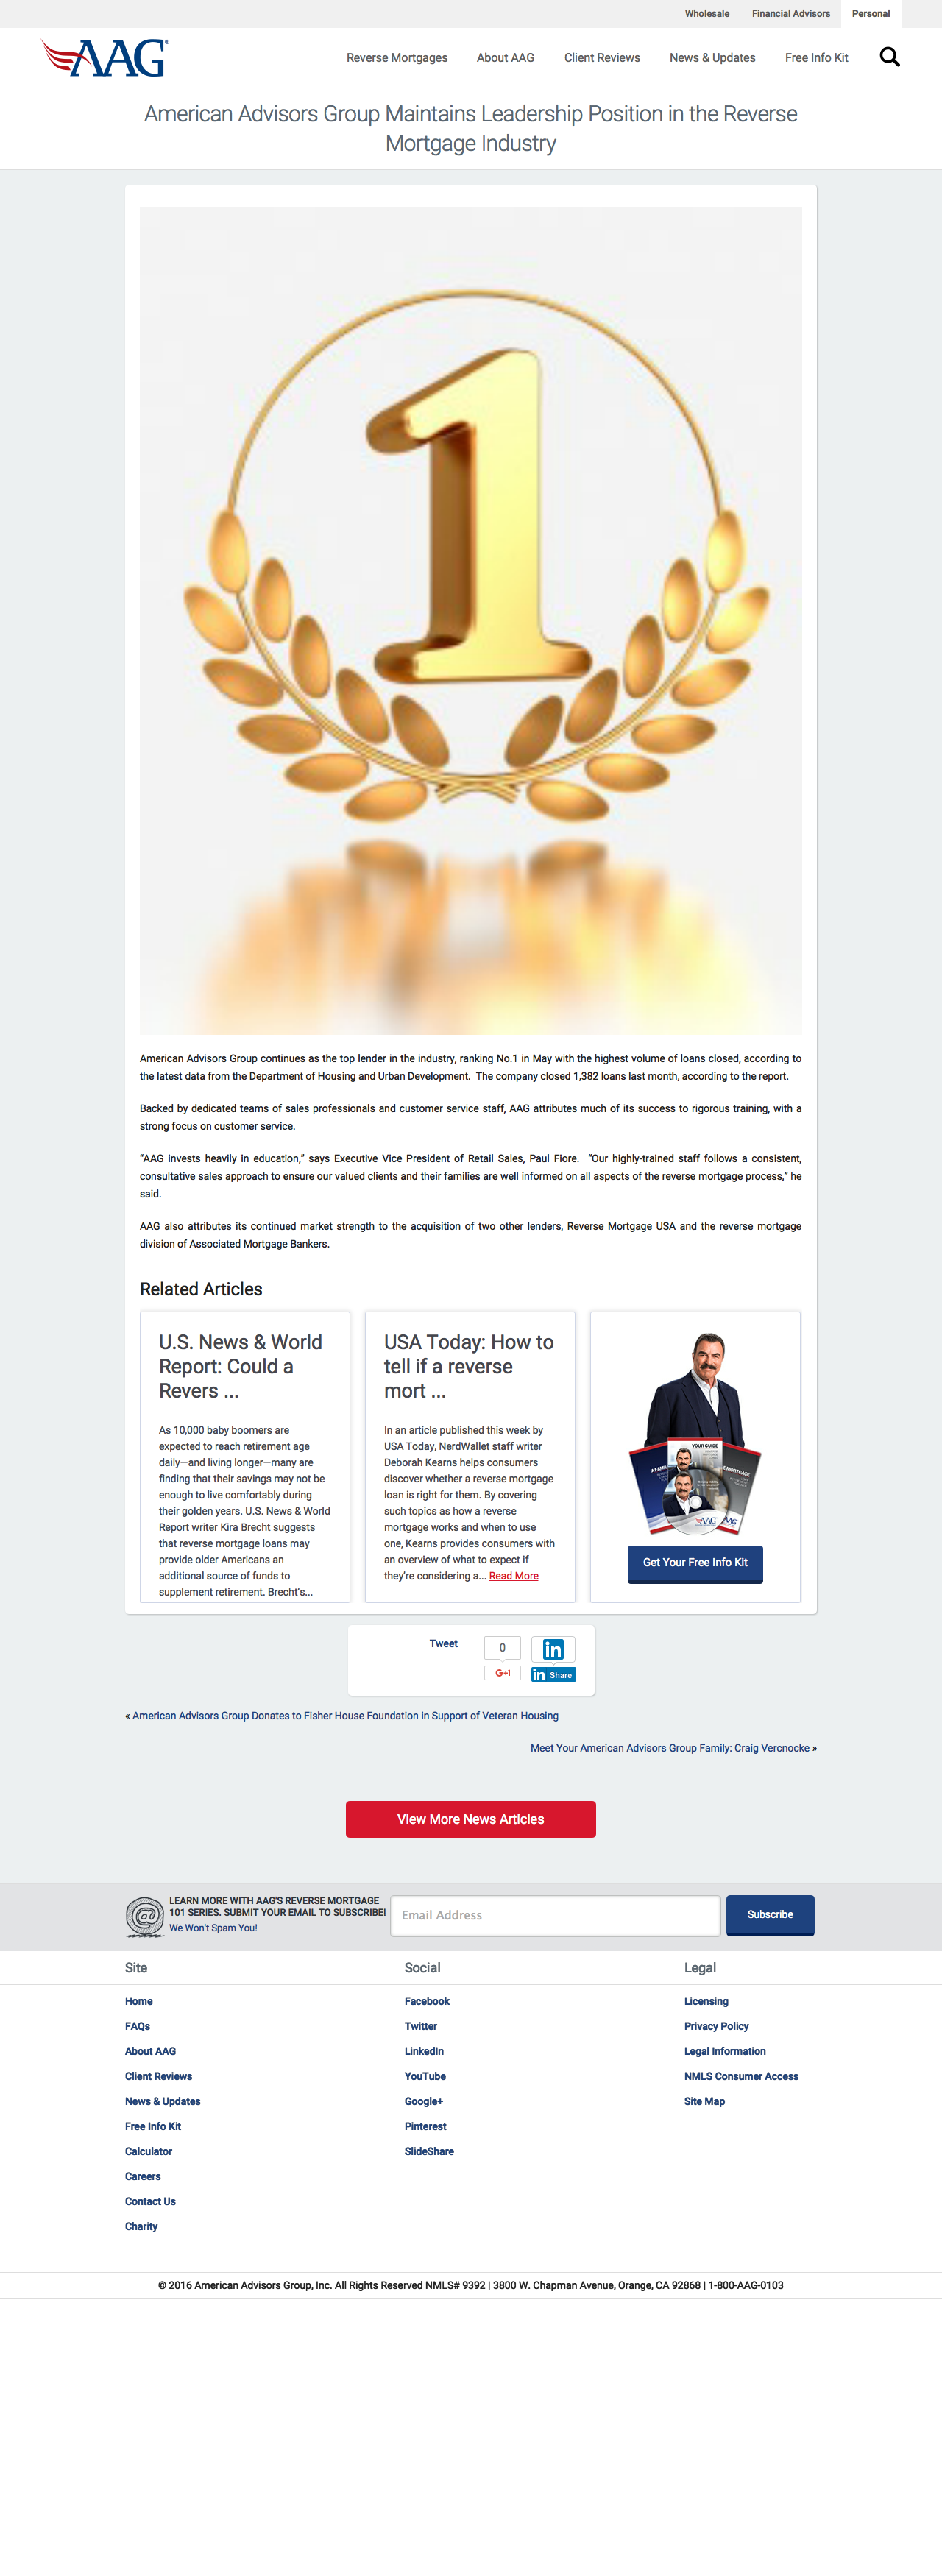 Wholesale Financial Advisors Personal
AAG®
Reverse Mortgages About AAG Client Reviews News & Updates Free Info Kit
American Advisors Group Maintains Leadership Position in the Reverse
Mortgage Industry
1
American Advisors Group continues as the top lender in the industry, ranking No.1 in May with the highest volume of loans closed, according to
the latest data from the Department of Housing and Urban Development. The company closed 1,382 loans last month, according to the report.
Backed by dedicated teams of sales professionals and customer service staff, AAG attributes much of its success to rigorous training, with a
strong focus on customer service.
“AAG invests heavily in education,” says Executive Vice President of Retail Sales, Paul Fiore. “Our highly-trained staff follows a consistent,
consultative sales approach to ensure our valued clients and their families are well informed on all aspects of the reverse mortgage process,” he
said.
AAG also attributes its continued market strength to the acquisition of two other lenders, Reverse Mortgage USA and the reverse mortgage
division of Associated Mortgage Bankers.
Related Articles
U.S. News & World
Report: Could a
Revers ...
As 10,000 baby boomers are
expected to reach retirement age
daily—and living longer—many are
finding that their savings may not be
enough to live comfortably during
their golden years. U.S. News & World
Report writer Kira Brecht suggests
that reverse mortgage loans may
provide older Americans an
additional source of funds to
supplement retirement. Brecht's...
USA Today: How to
tell if a reverse
mort ...
In an article published this week by
USA Today, NerdWallet staff writer
Deborah Kearns helps consumers
discover whether a reverse mortgage
loan is right for them. By covering
such topics as how a reverse
mortgage works and when to use
one, Kearns provides consumers with
an overview of what to expect if
they're considering a... Read More
YOUR GUIDE
MORTGAGE
AAG
Get Your Free Info Kit
Tweet
0
G+1
in
in Share
« American Advisors Group Donates to Fisher House Foundation in Support of Veteran Housing
Meet Your American Advisors Group Family: Craig Vercnocke »
View More News Articles
@
LEARN MORE WITH AAG'S REVERSE MORTGAGE
101 SERIES. SUBMIT YOUR EMAIL TO SUBSCRIBE!
We Won't Spam You!
Email Address
Subscribe
Site
Home
FAQs
About AAG
Client Reviews
News & Updates
Free Info Kit
Calculator
Careers
Contact Us
Charity
Social
Facebook
Twitter
LinkedIn
YouTube
Google+
Pinterest
SlideShare
Legal
Licensing
Privacy Policy
Legal Information
NMLS Consumer Access
Site Map
© 2016 American Advisors Group, Inc. All Rights Reserved NMLS# 9392 | 3800 W. Chapman Avenue, Orange, CA 92868 | 1-800-AAG-0103